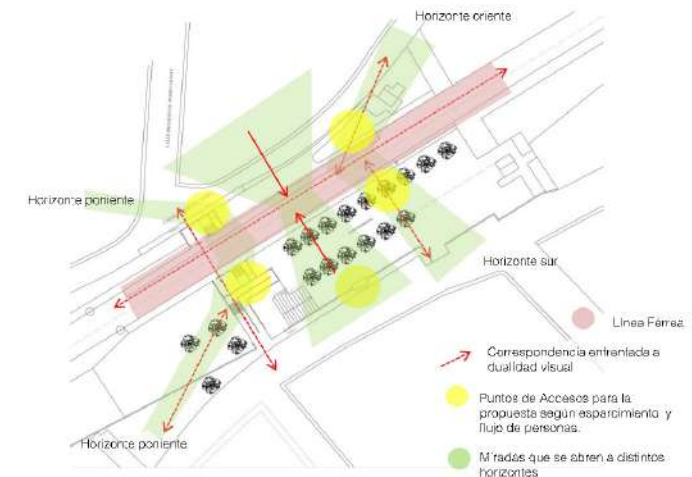 Horizonte oriente
Horizonte poniente
Horizonte sur
Línea Férrea
Correspondencia enfrentada a
dualidad visual
Puntos de Accesos para la
propuesta según esparcimiento y
flujo de personas.
Miradas que se abren a distintos
horizontes
Horizonte poniente